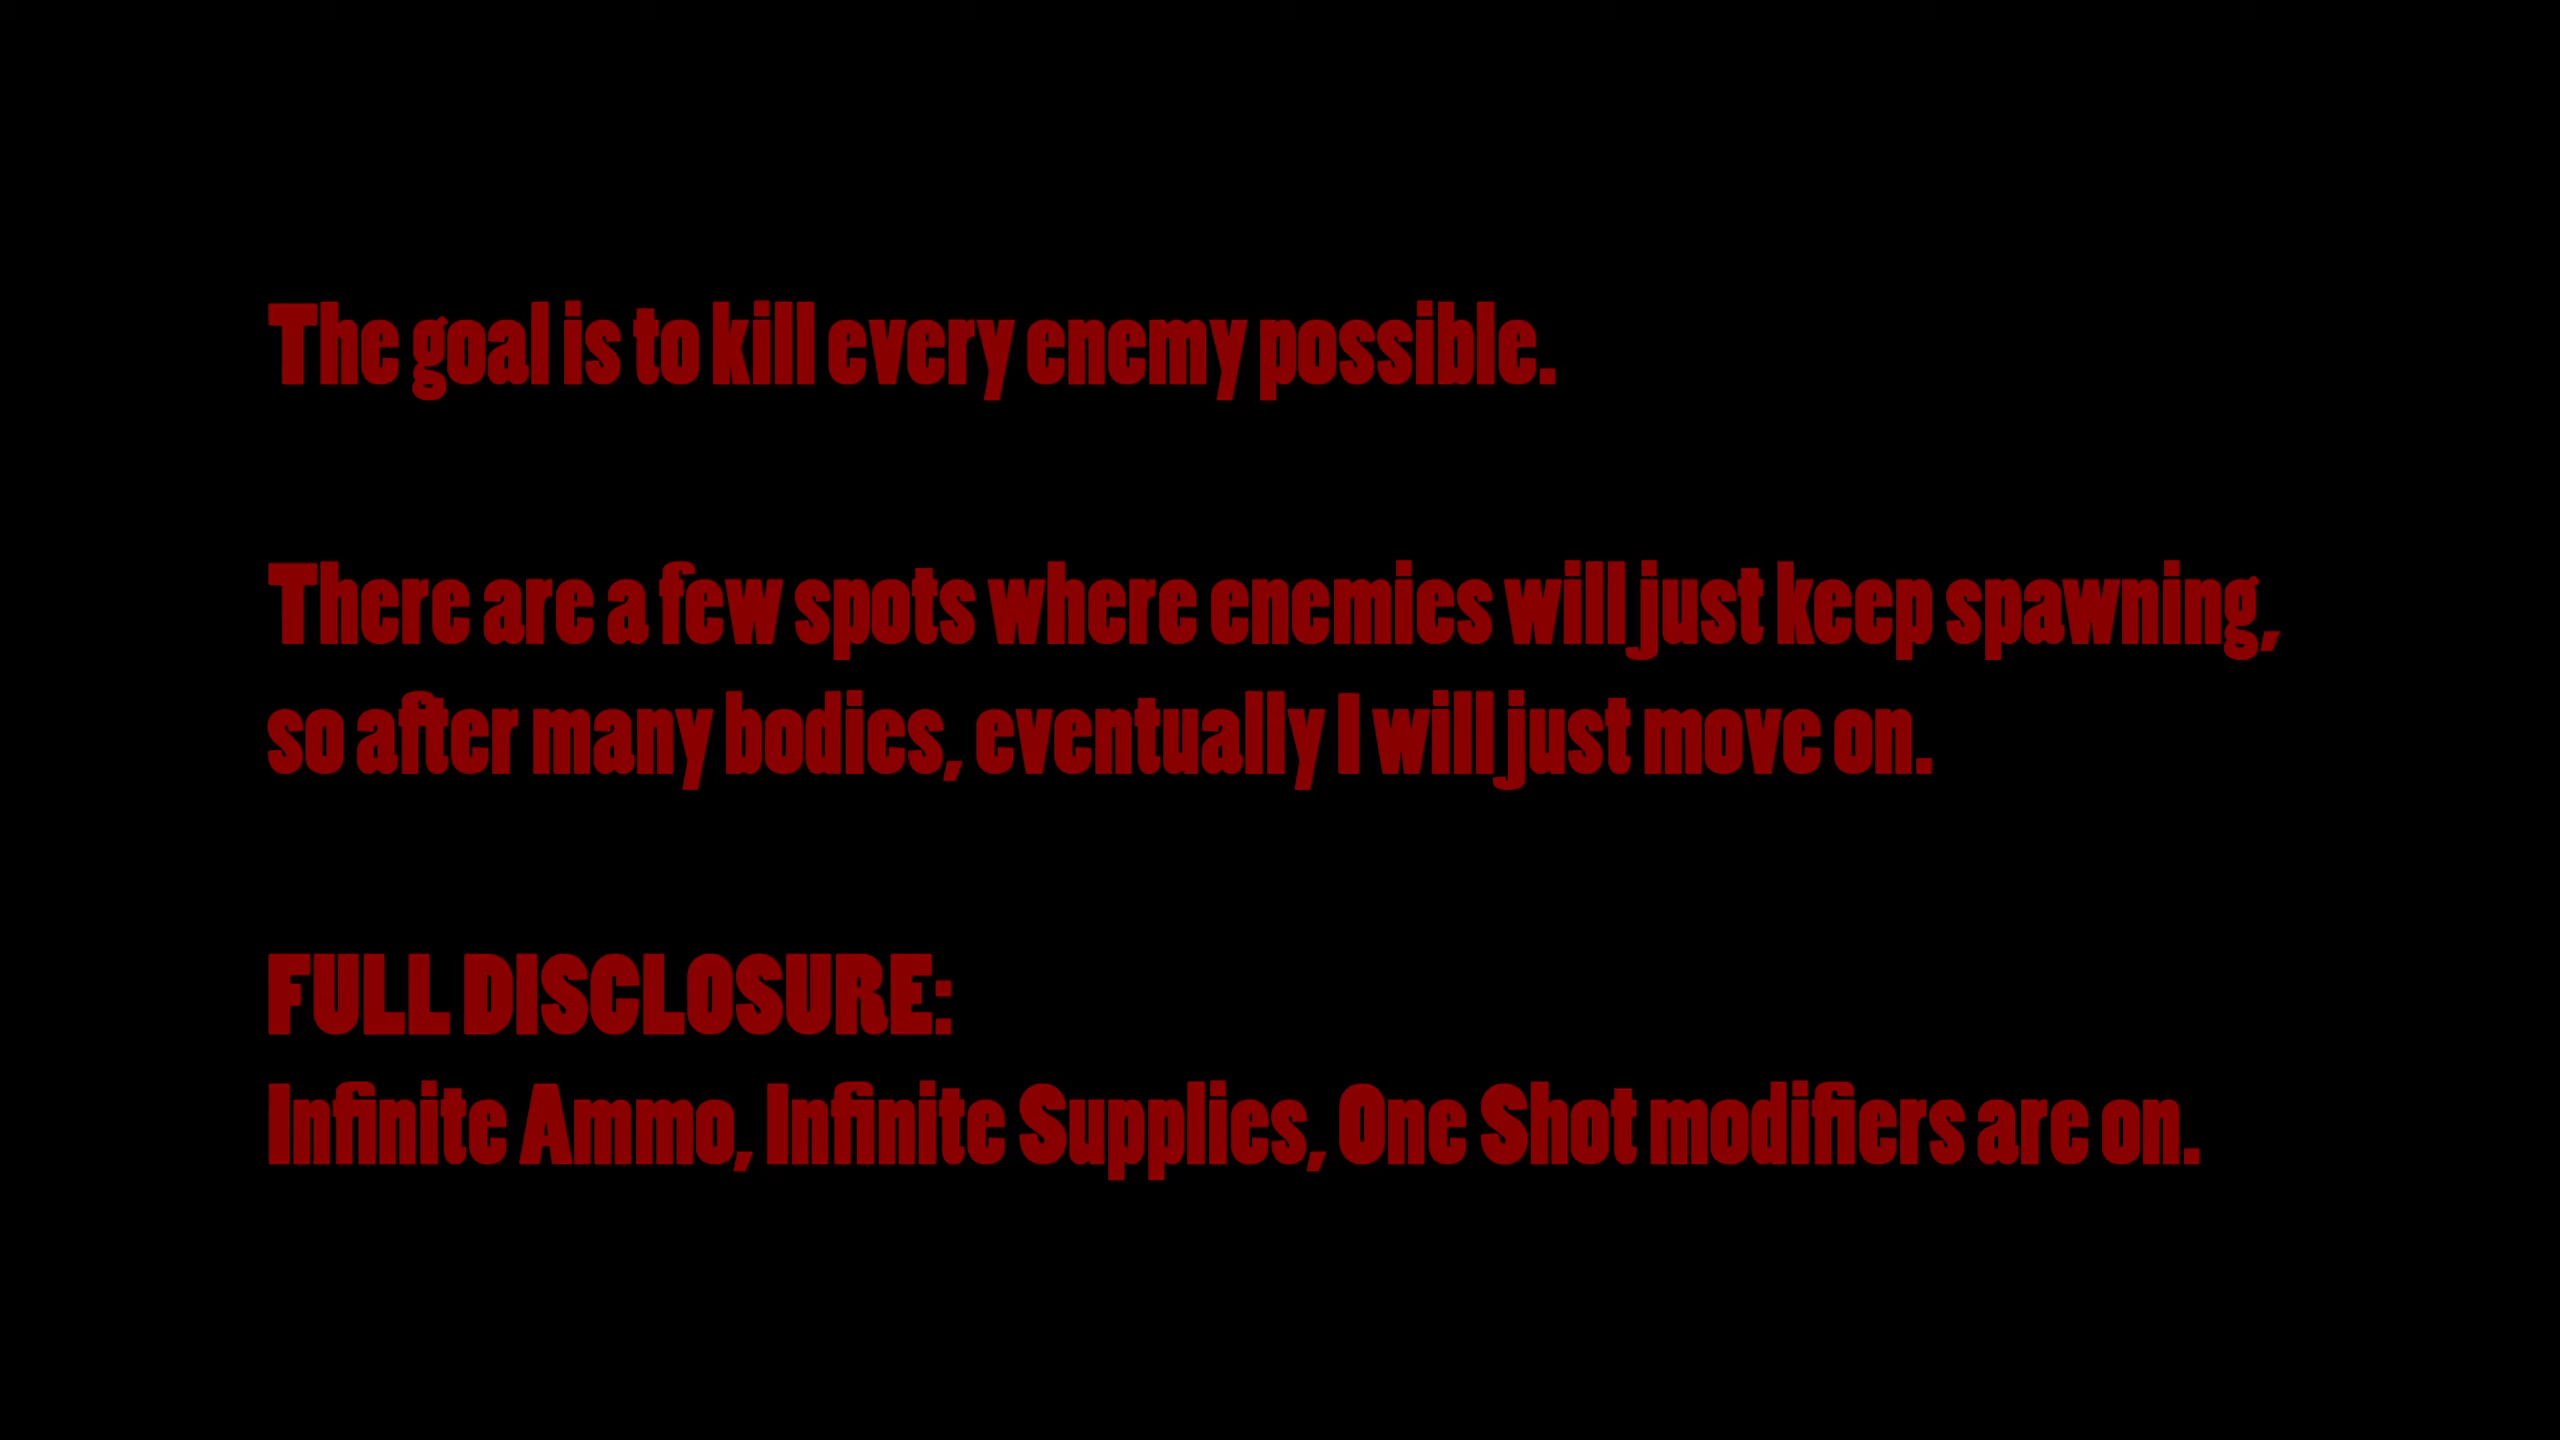 The goal is to kill every enemy possible.
There are a few spots where enemies will just keep spawning,
so after many bodies, eventually I will just move on.
FULL DISCLOSURE:
Infinite Ammo, Infinite Supplies, One Shot modifiers are on.